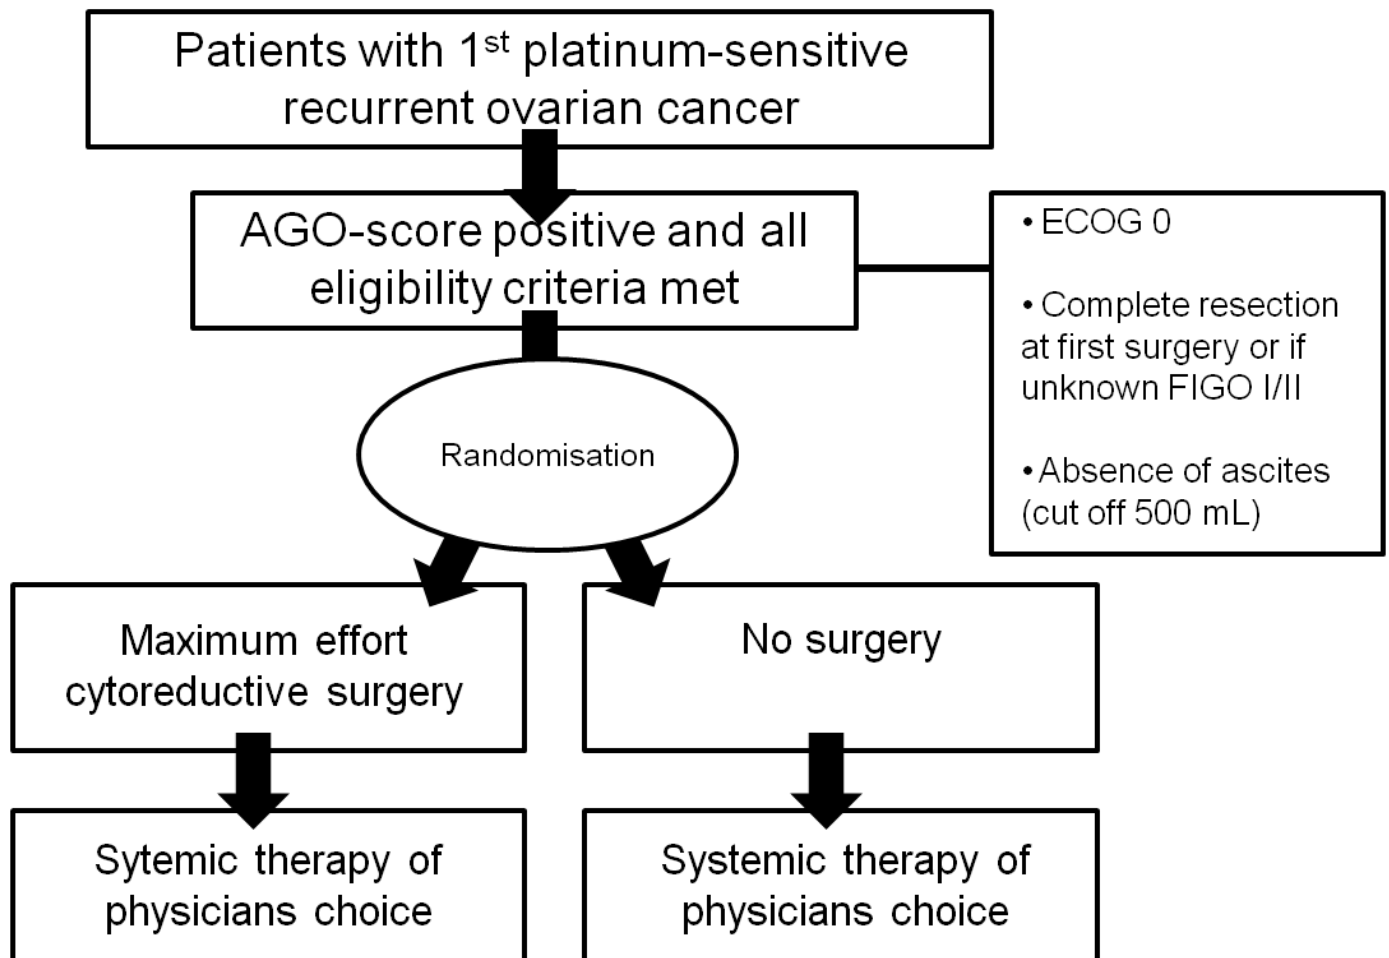 Patients with 1st platinum-sensitive
recurrent ovarian cancer
AGO-score positive and all
eligibility criteria met
• ECOG 0
• Complete resection
at first surgery or if
unknown FIGO I/II
• Absence of ascites
(cut off 500 mL)
Randomisation
Maximum effort
cytoreductive surgery
No surgery
Sytemic therapy of
physicians choice
Systemic therapy of
physicians choice